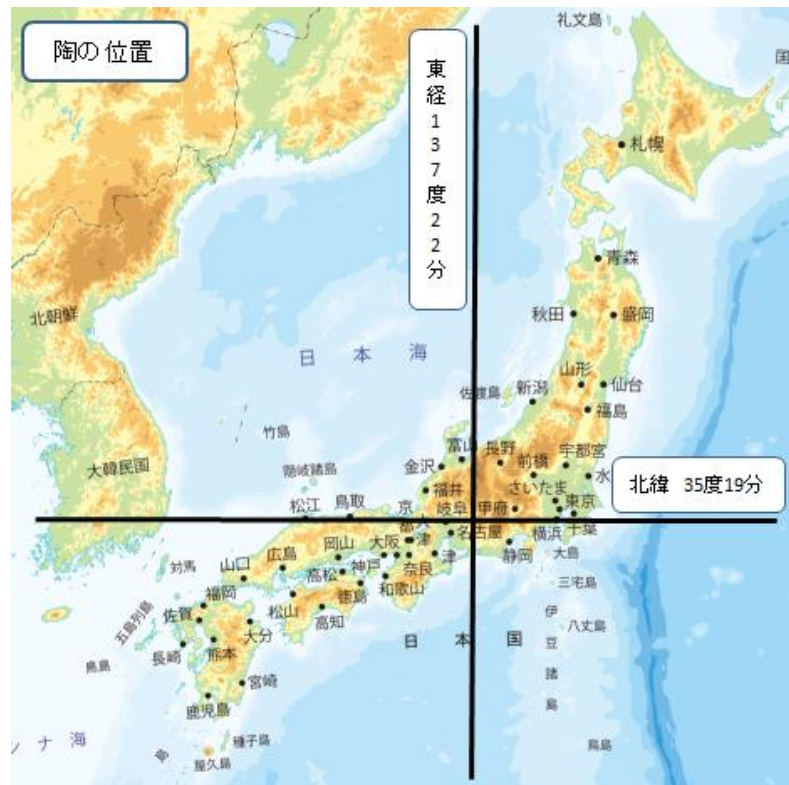 陶の位置
礼文島
国
東経137度22分
札幌
青森
秋田
盛岡
北朝鮮
日本海
山形
仙台
佐渡島
新潟
福島
竹島
富山
長野
宇都宮
金沢
前橋
水
大韓民国
隠岐諸島
福井
さいたま
北緯 35度19分
松江
鳥取
京
岐阜
甲府
東京
千葉
名古屋
横浜
大島
津
津
静岡
岡山
大阪
対馬
山口
広島
高松
神戸
奈良
三宅島
福岡
徳島
和歌山
佐賀
松山
高知
伊豆諸島
八丈島
五島列島
大分
日本国
長崎
熊本
鳥島
宮崎
鹿児島
シナ海
島
種子島
屋久島
鳥島